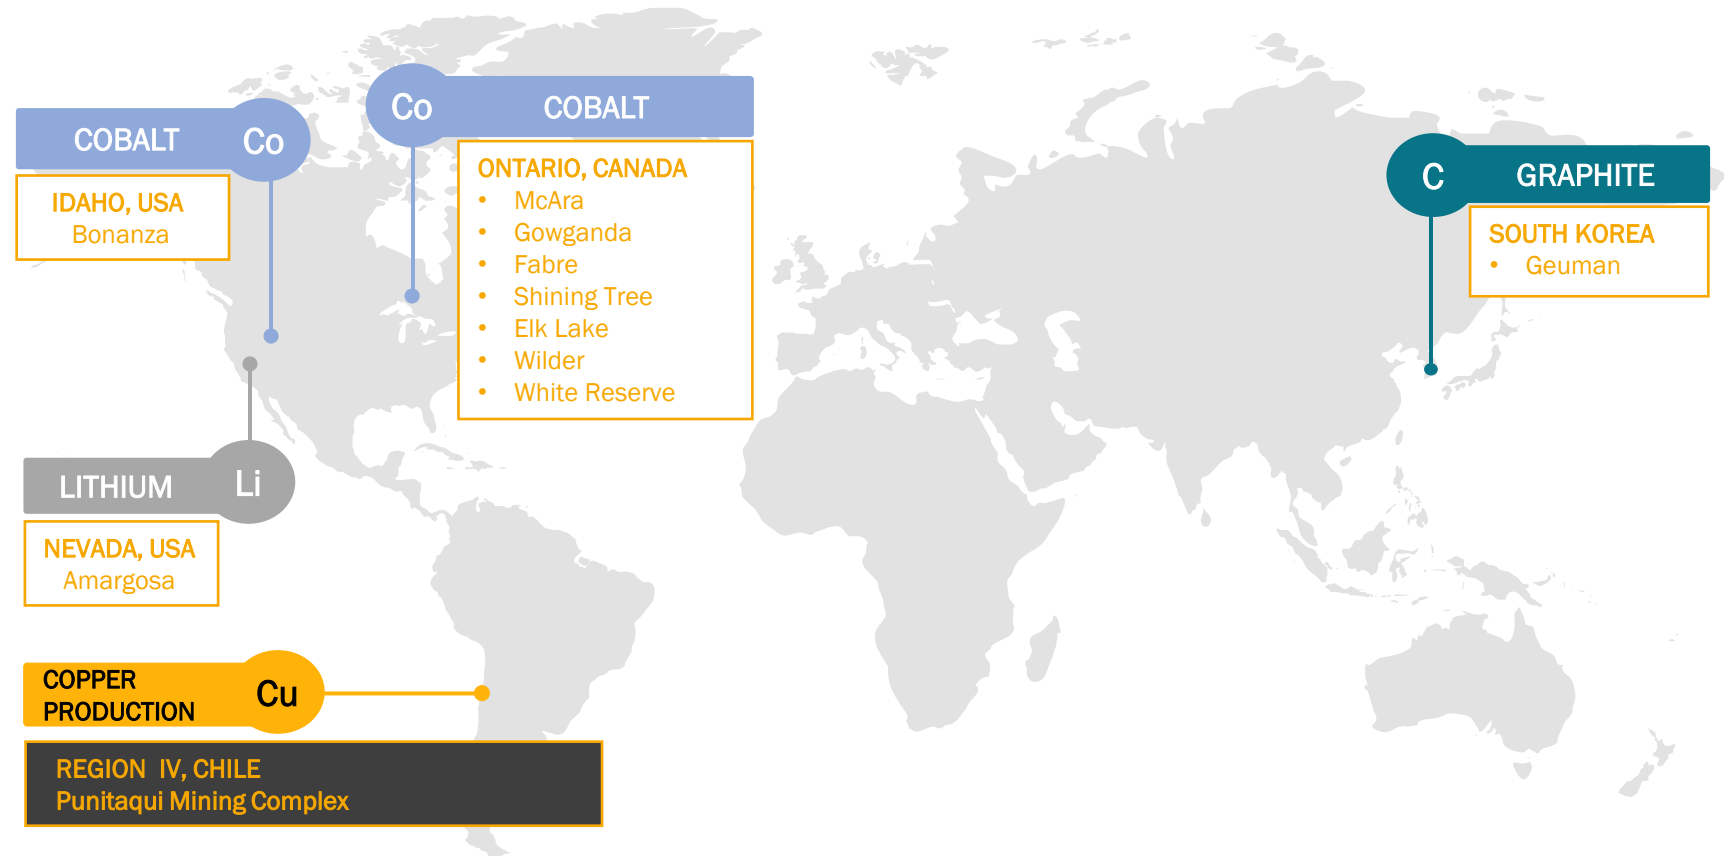 Co
COBALT
ONTARIO, CANADA
• McAra
• Gowganda
• Fabre
• Shining Tree
• Elk Lake
• Wilder
• White Reserve
COBALT
Co
IDAHO, USA
Bonanza
C
GRAPHITE
SOUTH KOREA
• Geuman
LITHIUM
Li
NEVADA, USA
Amargosa
COPPER
PRODUCTION
Cu
REGION IV, CHILE
Punitaqui Mining Complex